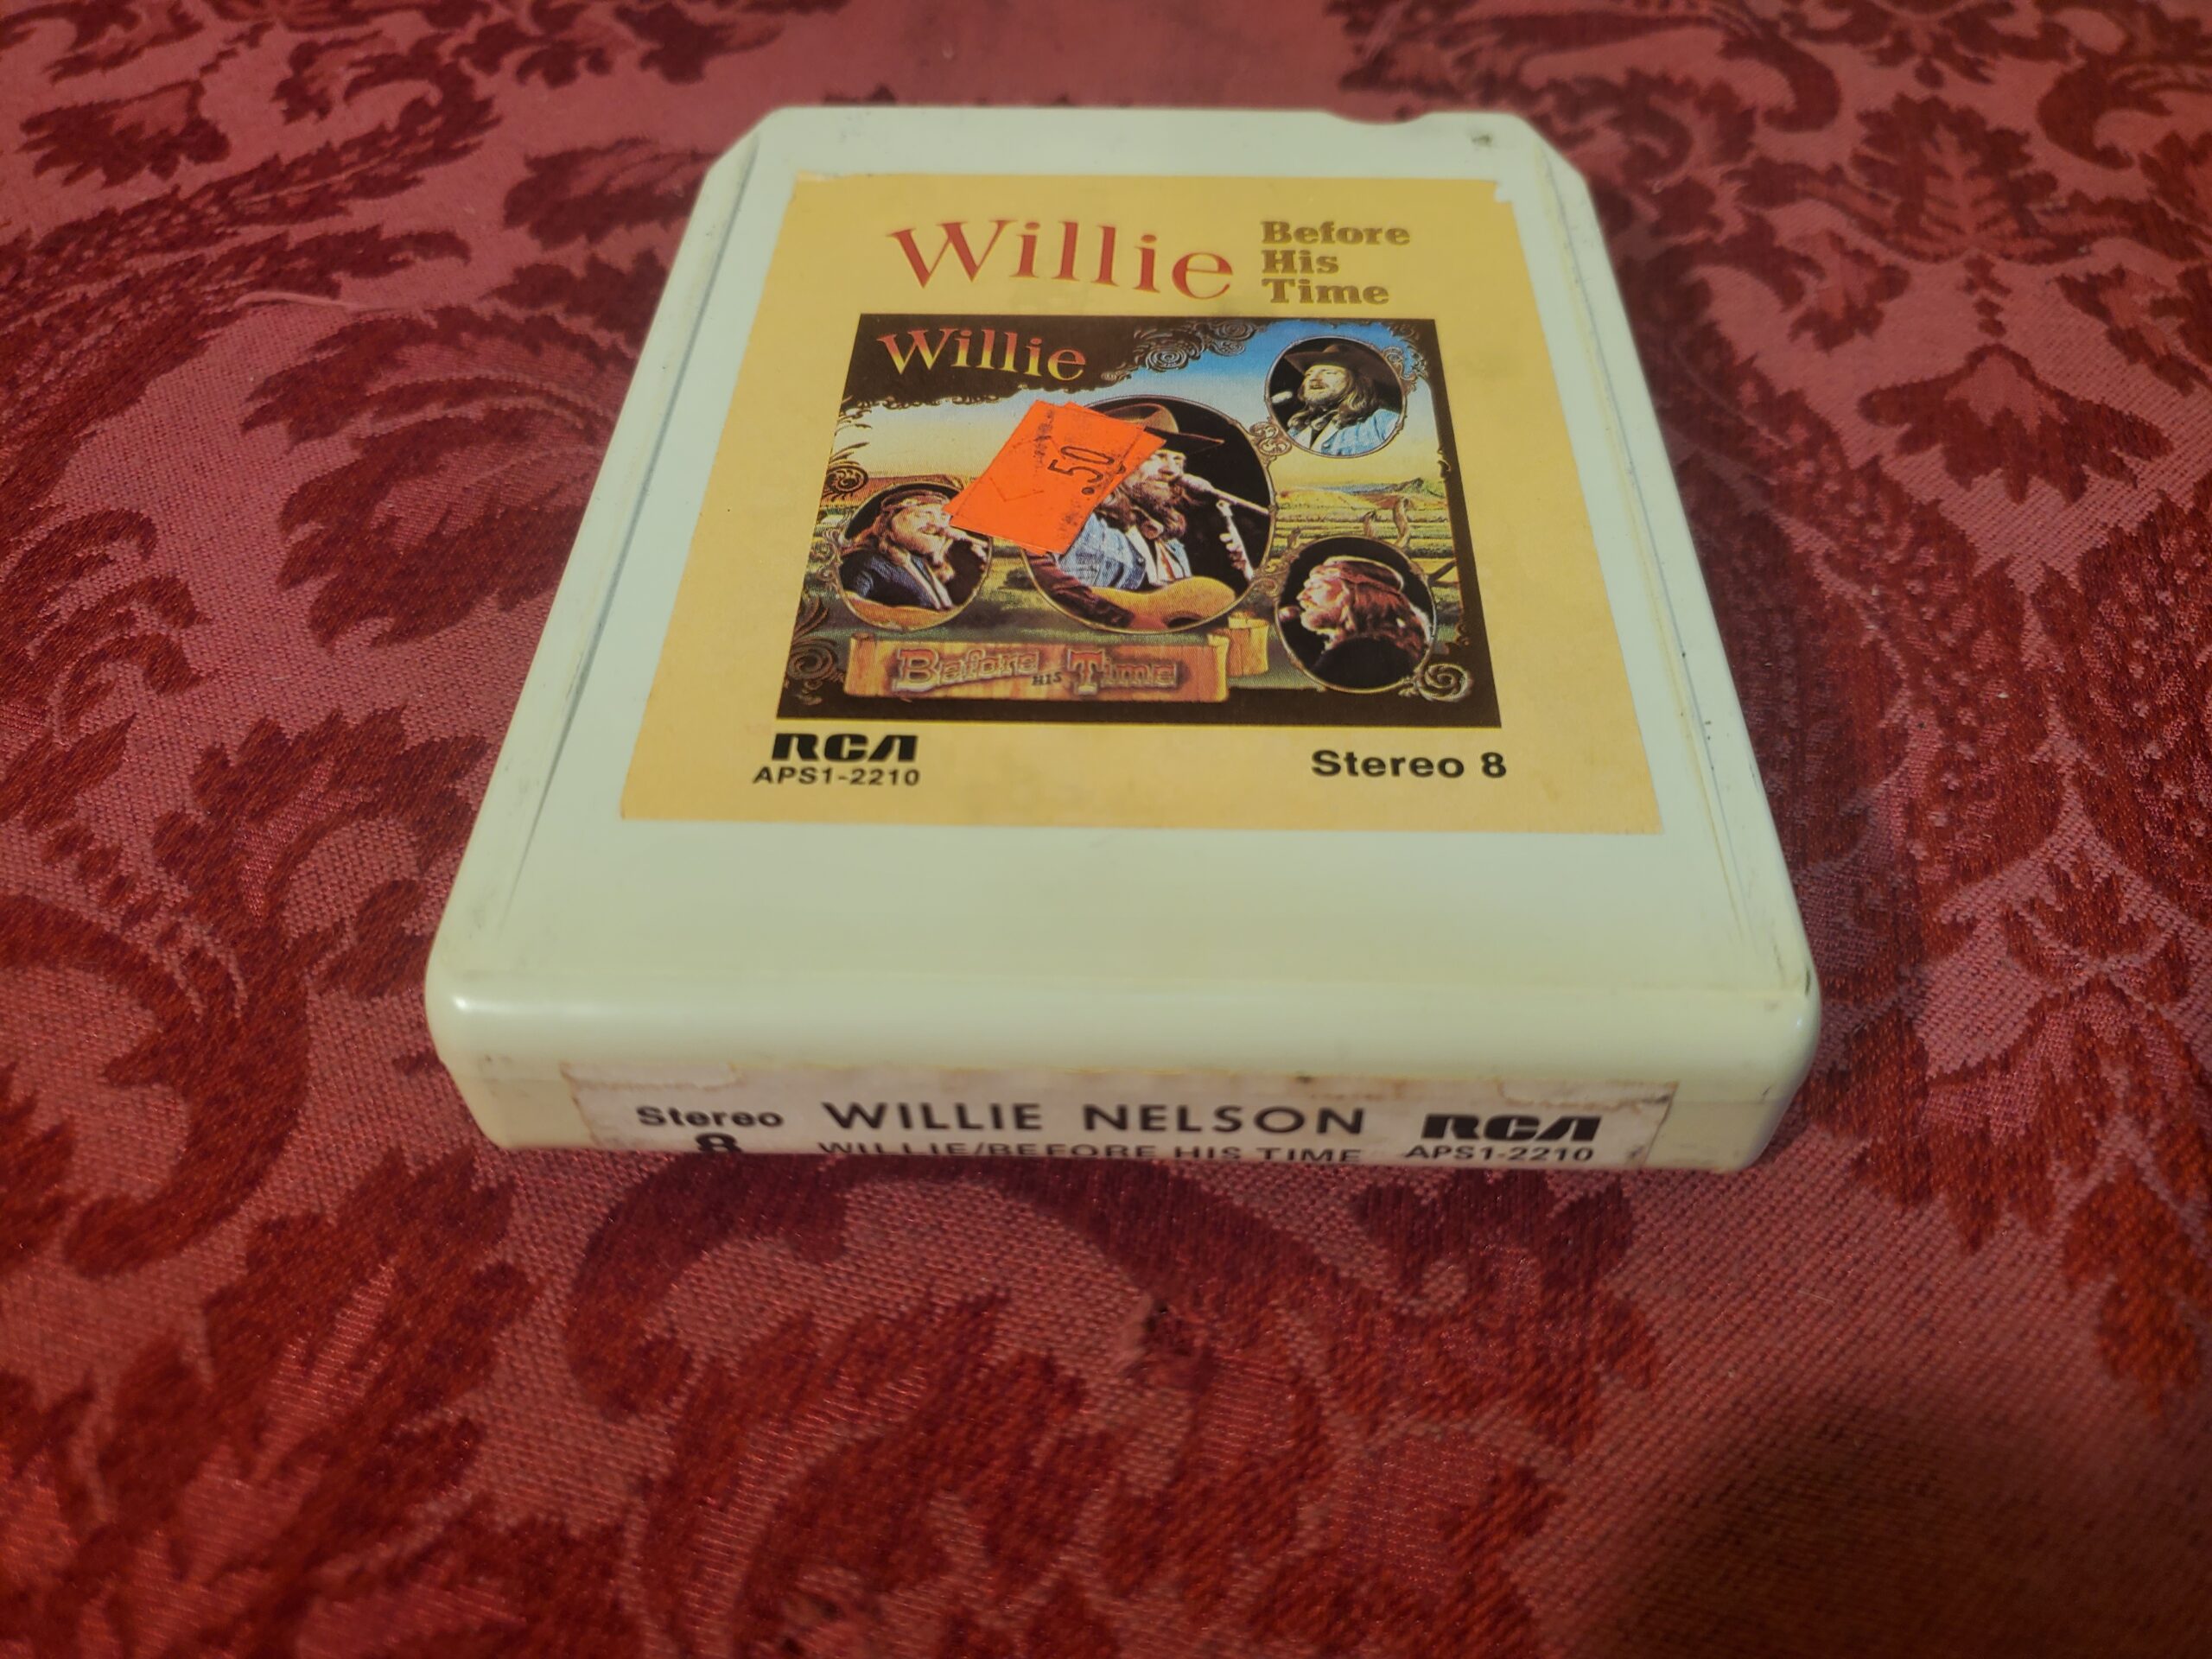 Willie
Before
His
Time
Willie
.50
Before HIS Time
RCA
APS1-2210
Stereo 8
Stereo
8
WILLIE NELSON
WILLIE/BEFORE HIS TIME
RCA
APS1-2210